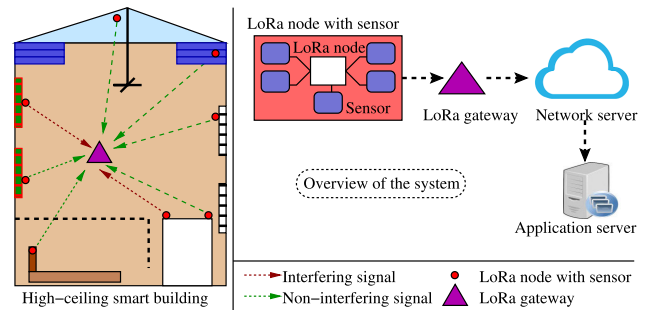 LoRa node with sensor
LoRa node
Sensor
LoRa gateway
Network server
Overview of the system
Application server
Interfering signal
LoRa node with sensor
Non−interfering signal
LoRa gateway
High−ceiling smart building